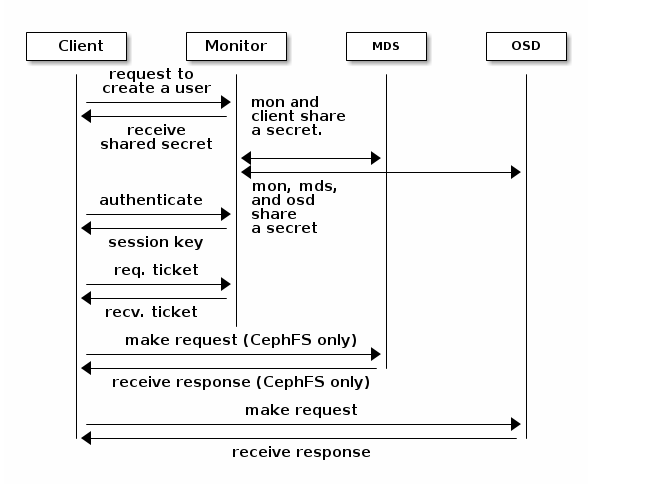 Client
Monitor
MDS
OSD
request to
create a user
mon and
client share
a secret.
receive
shared secret
mon, mds,
and osd
share
a secret
authenticate
session key
req. ticket
recv. ticket
make request (CephFS only)
receive response (CephFS only)
make request
receive response